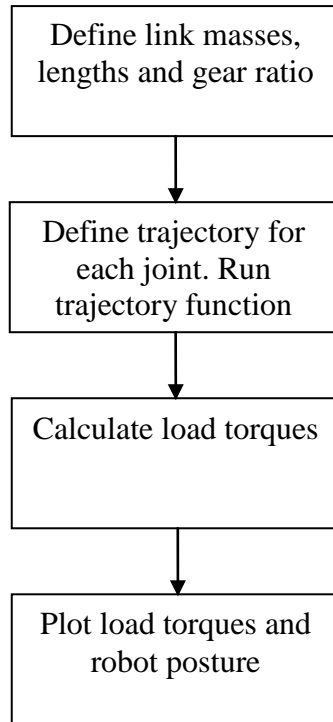 Define link masses,
lengths and gear ratio
Define trajectory for
each joint. Run
trajectory function
Calculate load torques
Plot load torques and
robot posture